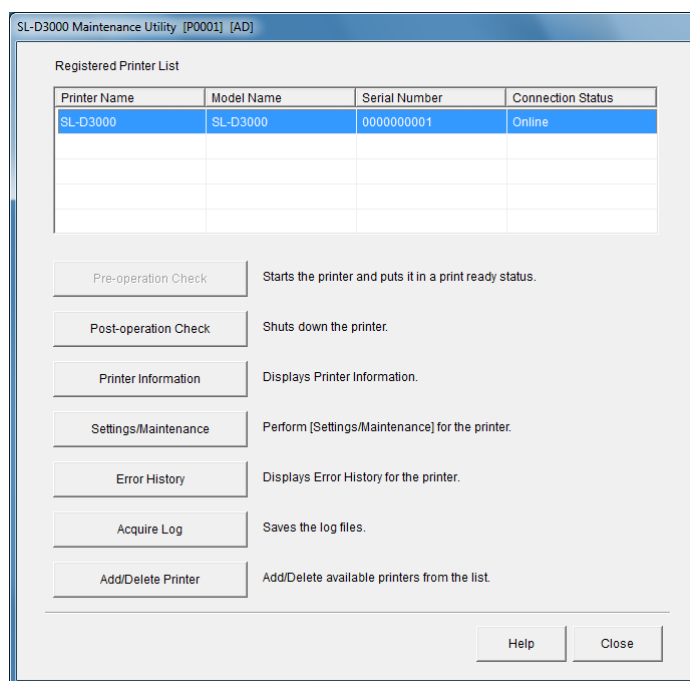 SL-D3000 Maintenance Utility [P0001] [AD]
Registered Printer List
Printer Name Model Name Serial Number Connection Status
SL-D3000 SL-D3000 0000000001 Online
Pre-operation Check Starts the printer and puts it in a print ready status.
Post-operation Check Shuts down the printer.
Printer Information Displays Printer Information.
Settings/Maintenance Perform [Settings/Maintenance] for the printer.
Error History Displays Error History for the printer.
Acquire Log Saves the log files.
Add/Delete Printer Add/Delete available printers from the list.
Help Close